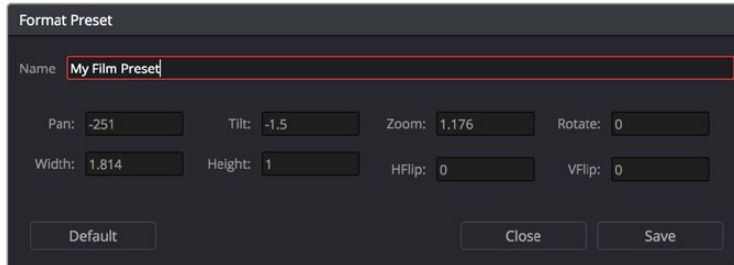 Format Preset
Name My Film Preset
Pan: -251 Tilt: -1.5 Zoom: 1.176 Rotate: 0
Width: 1.814 Height: 1 HFlip: 0 VFlip: 0
Default Close Save